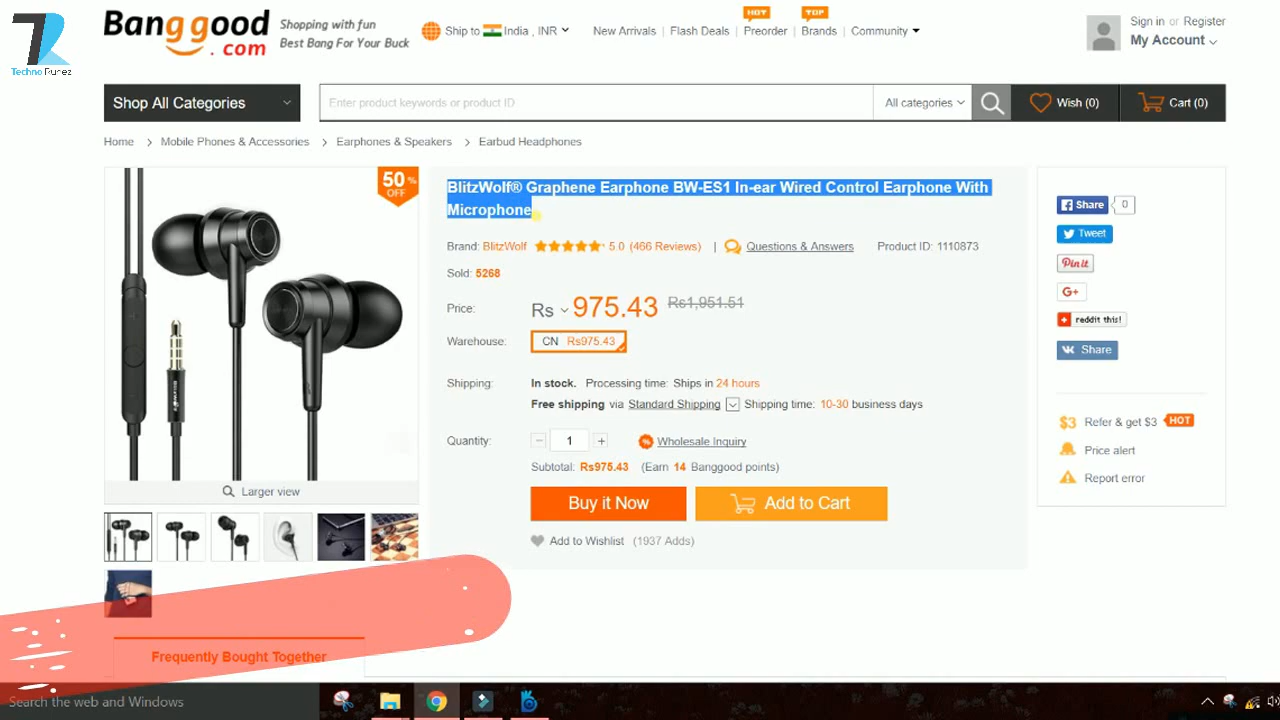 Techno Runez
Banggood
.com
Shopping with fun
Best Bang For Your Buck
Ship to India , INR
New Arrivals | Flash Deals | Preorder | Brands | Community
HOT
TOP
Sign in or Register
My Account
Shop All Categories
Enter product keywords or product ID
All categories
Wish (0)
Cart (0)
Home > Mobile Phones & Accessories > Earphones & Speakers > Earbud Headphones
50% OFF
BlitzWolf® Graphene Earphone BW-ES1 In-ear Wired Control Earphone With
Microphone
Brand: BlitzWolf 5.0 (466 Reviews) | Questions & Answers Product ID: 1110873
Sold: 5268
Price: Rs 975.43 Rs1,951.51
Warehouse: CN Rs975.43
Shipping: In stock. Processing time: Ships in 24 hours
Free shipping via Standard Shipping Shipping time: 10-30 business days
Quantity: − 1 + Wholesale Inquiry
Subtotal: Rs975.43 (Earn 14 Banggood points)
Buy it Now
Add to Cart
Add to Wishlist (1937 Adds)
Larger view
Share 0
Tweet
Pin it
G+
reddit this!
Share
$3 Refer & get $3 HOT
Price alert
Report error
Frequently Bought Together
Search the web and Windows